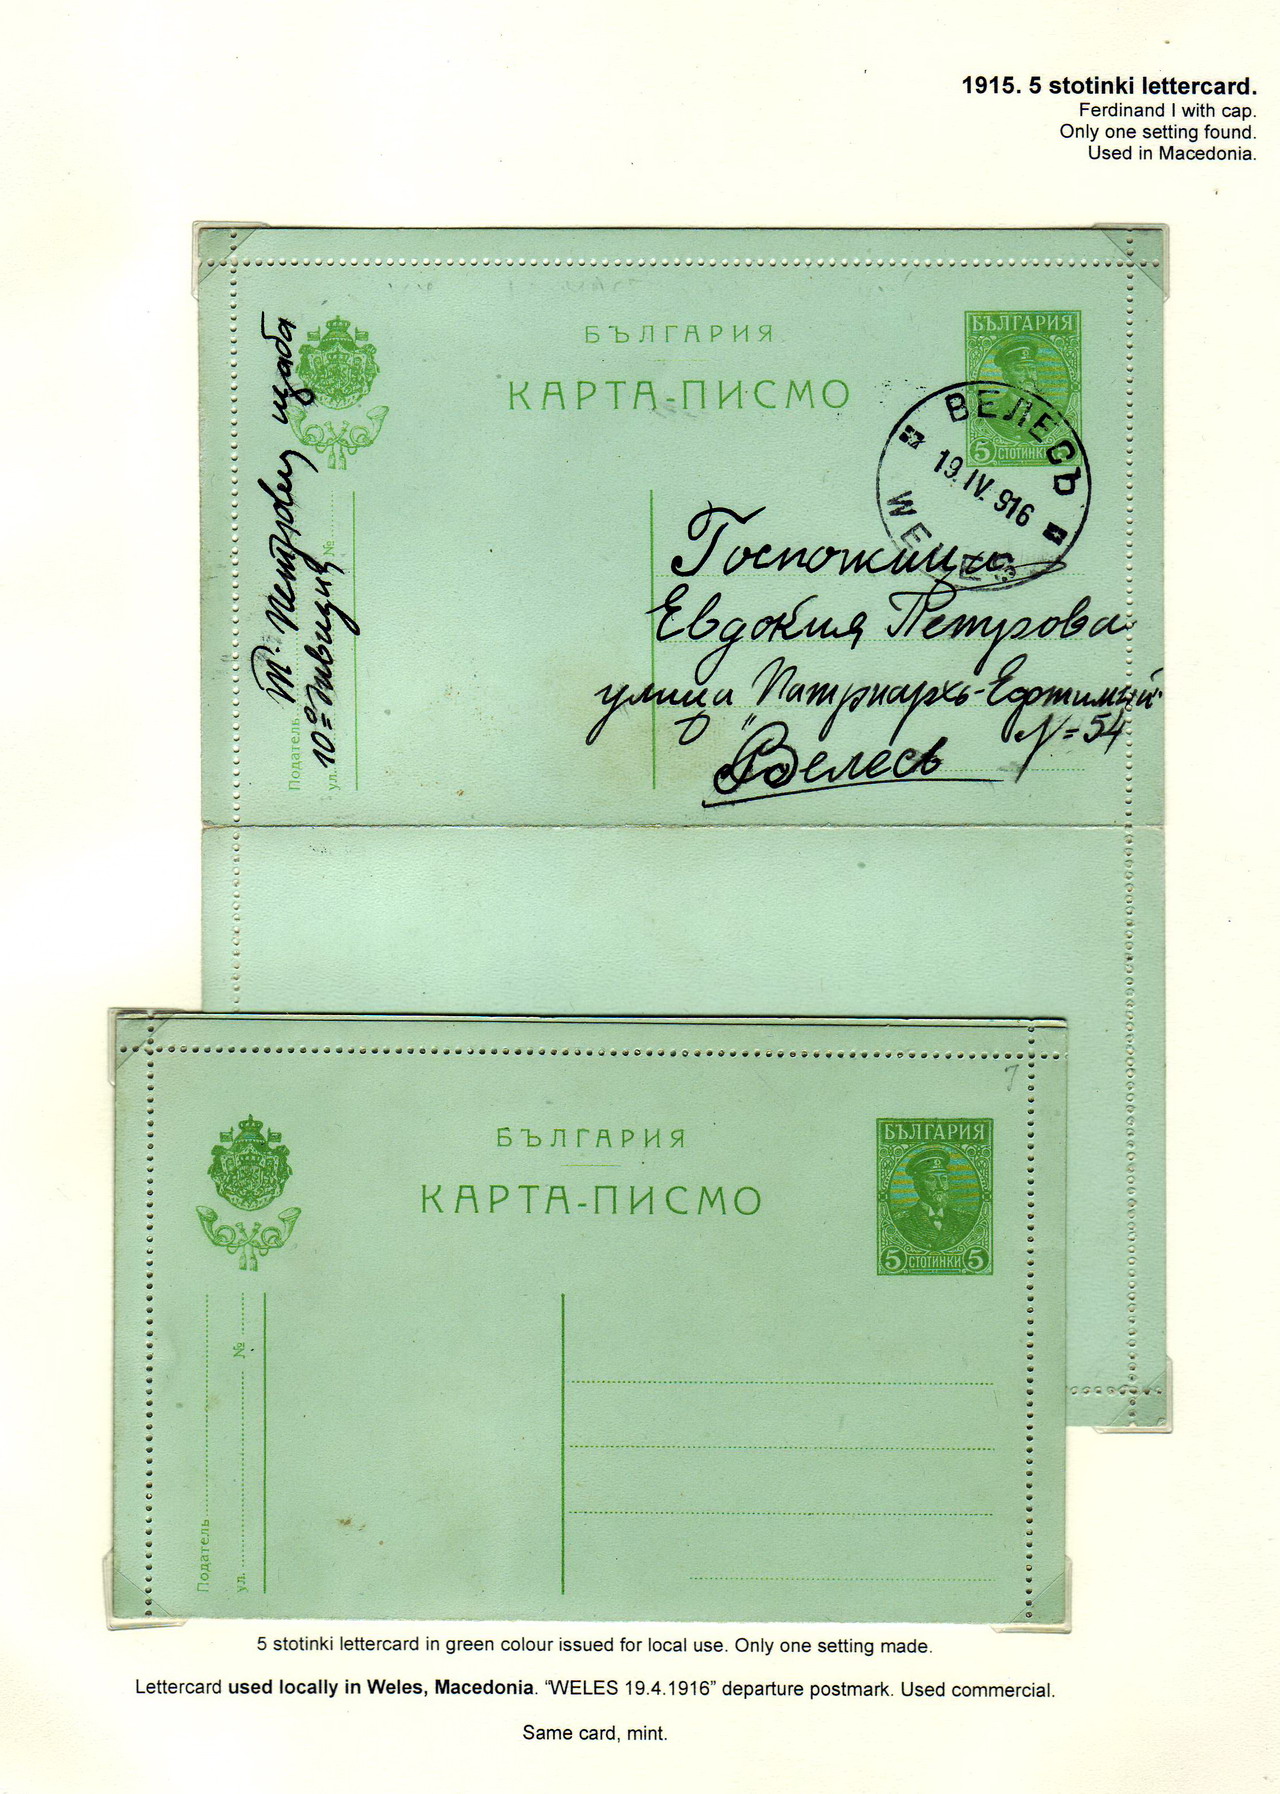 1915. 5 stotinki lettercard.
Ferdinand I with cap.
Only one setting found.
Used in Macedonia.
БЪЛГАРИЯ
КАРТА-ПИСМО
БЪЛГАРИЯ
5 СТОТИНКИ
ВЕЛЕСЪ
19.IV.916
WELES
Госпожица
Евдокия Петрова
улица Патриархъ-Ефтимий
№=54
Велесъ
щаба
10
Податель
ул. №
БЪЛГАРИЯ
КАРТА-ПИСМО
БЪЛГАРИЯ
5 СТОТИНКИ 5
7
Податель
ул. №
5 stotinki lettercard in green colour issued for local use. Only one setting made.
Lettercard used locally in Weles, Macedonia. “WELES 19.4.1916” departure postmark. Used commercial.
Same card, mint.